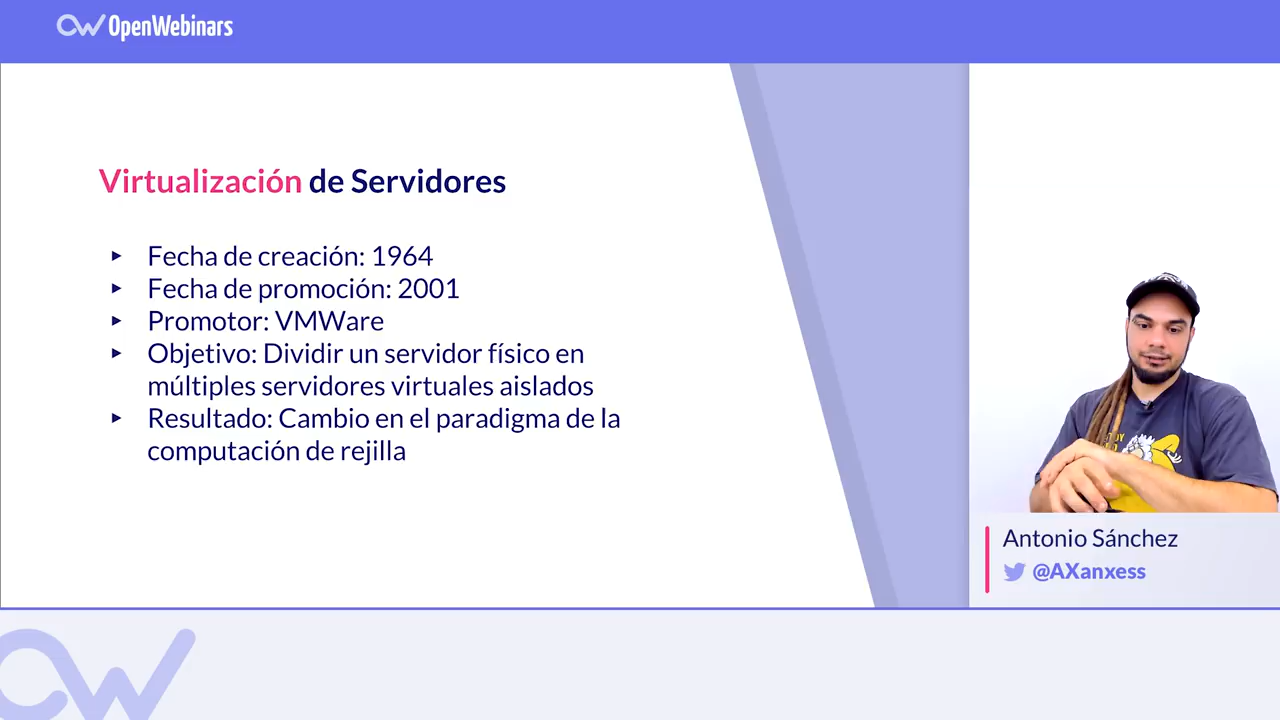 OpenWebinars
Virtualización de Servidores
Fecha de creación: 1964
Fecha de promoción: 2001
Promotor: VMWare
Objetivo: Dividir un servidor físico en
múltiples servidores virtuales aislados
Resultado: Cambio en el paradigma de la
computación de rejilla
Antonio Sánchez
@AXanxess